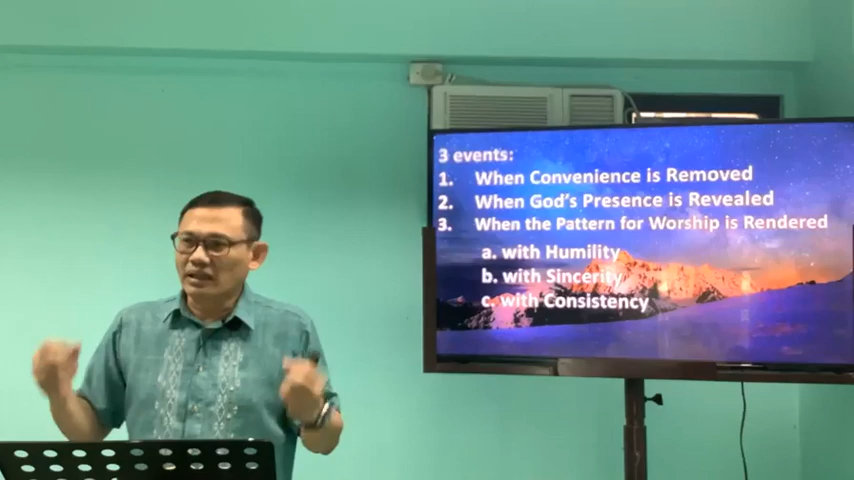 3 events:
1. When Convenience is Removed
2. When God's Presence is Revealed
3. When the Pattern for Worship is Rendered
a. with Humility
b. with Sincerity
c. with Consistency